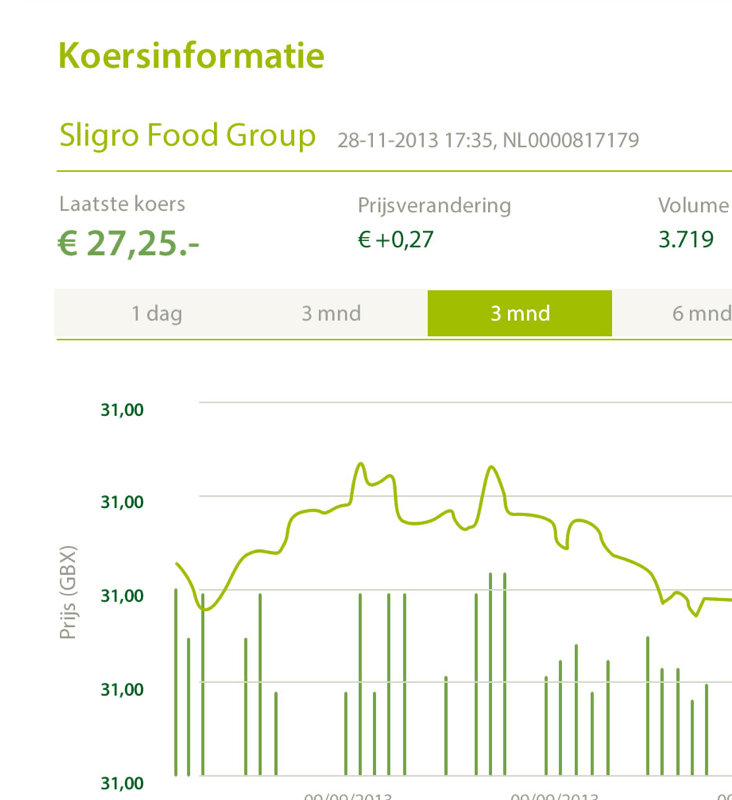 Koersinformatie
Sligro Food Group 28-11-2013 17:35, NL0000817179
Laatste koers Prijsverandering Volume
€ 27,25.- € +0,27 3.719
1 dag 3 mnd 3 mnd 6 mnd
31,00
31,00
31,00
31,00
31,00
Prijs (GBX)
09/09/2013 09/09/2013